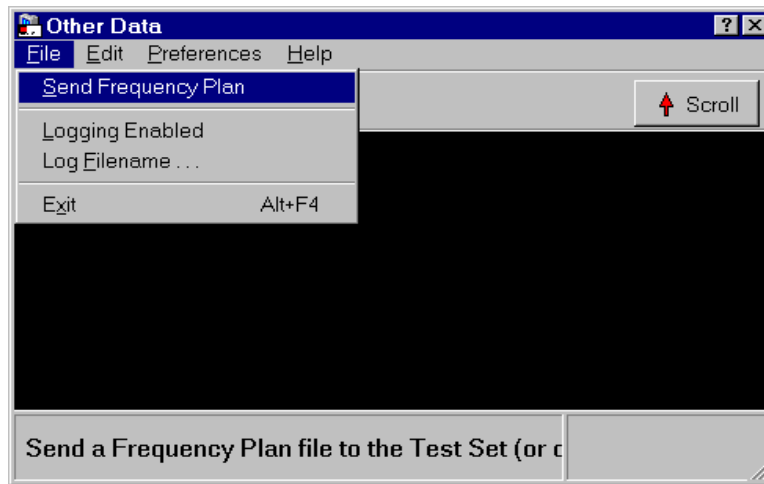 Other Data
File Edit Preferences Help
Send Frequency Plan
Scroll
Logging Enabled
Log Filename . . .
Exit Alt+F4
Send a Frequency Plan file to the Test Set (or